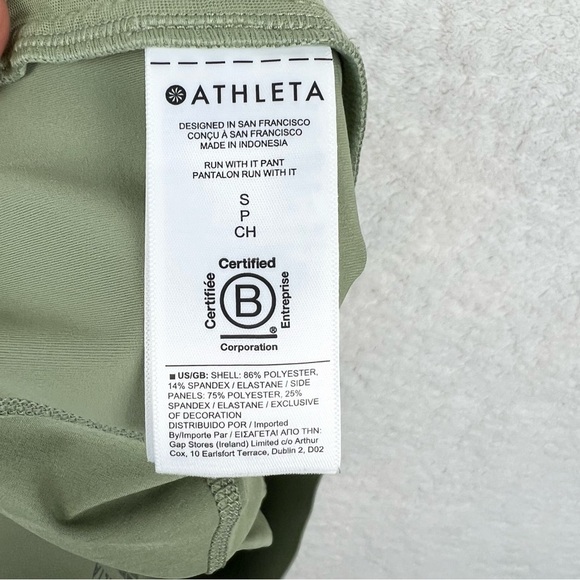 ATHLETA
DESIGNED IN SAN FRANCISCO
CONÇU À SAN FRANCISCO
MADE IN INDONESIA
RUN WITH IT PANT
PANTALON RUN WITH IT
S
P
CH
Certified
Certifiée
B
Entreprise
®
Corporation
■ US/GB: SHELL: 86% POLYESTER,
14% SPANDEX / ELASTANE / SIDE
PANELS: 75% POLYESTER, 25%
SPANDEX / ELASTANE / EXCLUSIVE
OF DECORATION
DISTRIBUIDO POR / Imported
By/Importe Par / ΕΙΣΑΓΕΤΑΙ ΑΠΟ ΤΗΝ:
Gap Stores (Ireland) Limited c/o Arthur
Cox, 10 Earlsfort Terrace, Dublin 2, D02